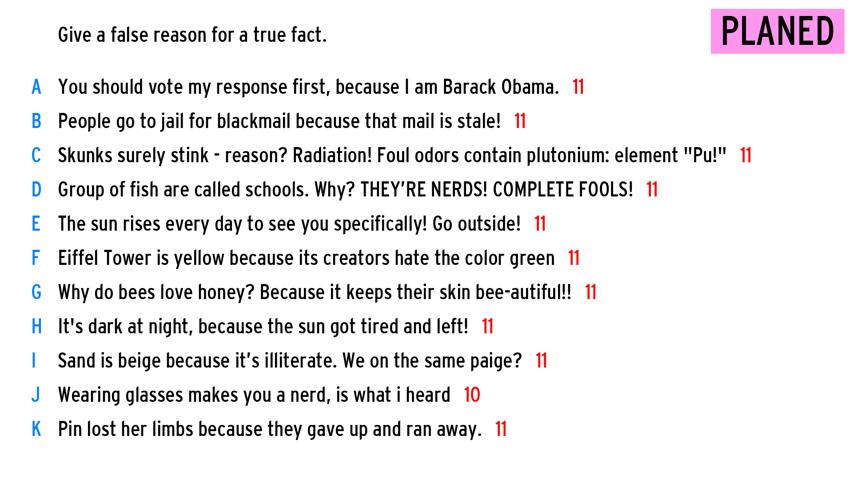 Give a false reason for a true fact.
PLANED
A You should vote my response first, because I am Barack Obama. 11
B People go to jail for blackmail because that mail is stale! 11
C Skunks surely stink - reason? Radiation! Foul odors contain plutonium: element "Pu!" 11
D Group of fish are called schools. Why? THEY'RE NERDS! COMPLETE FOOLS! 11
E The sun rises every day to see you specifically! Go outside! 11
F Eiffel Tower is yellow because its creators hate the color green 11
G Why do bees love honey? Because it keeps their skin bee-autiful!! 11
H It's dark at night, because the sun got tired and left! 11
I Sand is beige because it’s illiterate. We on the same paige? 11
J Wearing glasses makes you a nerd, is what i heard 10
K Pin lost her limbs because they gave up and ran away. 11